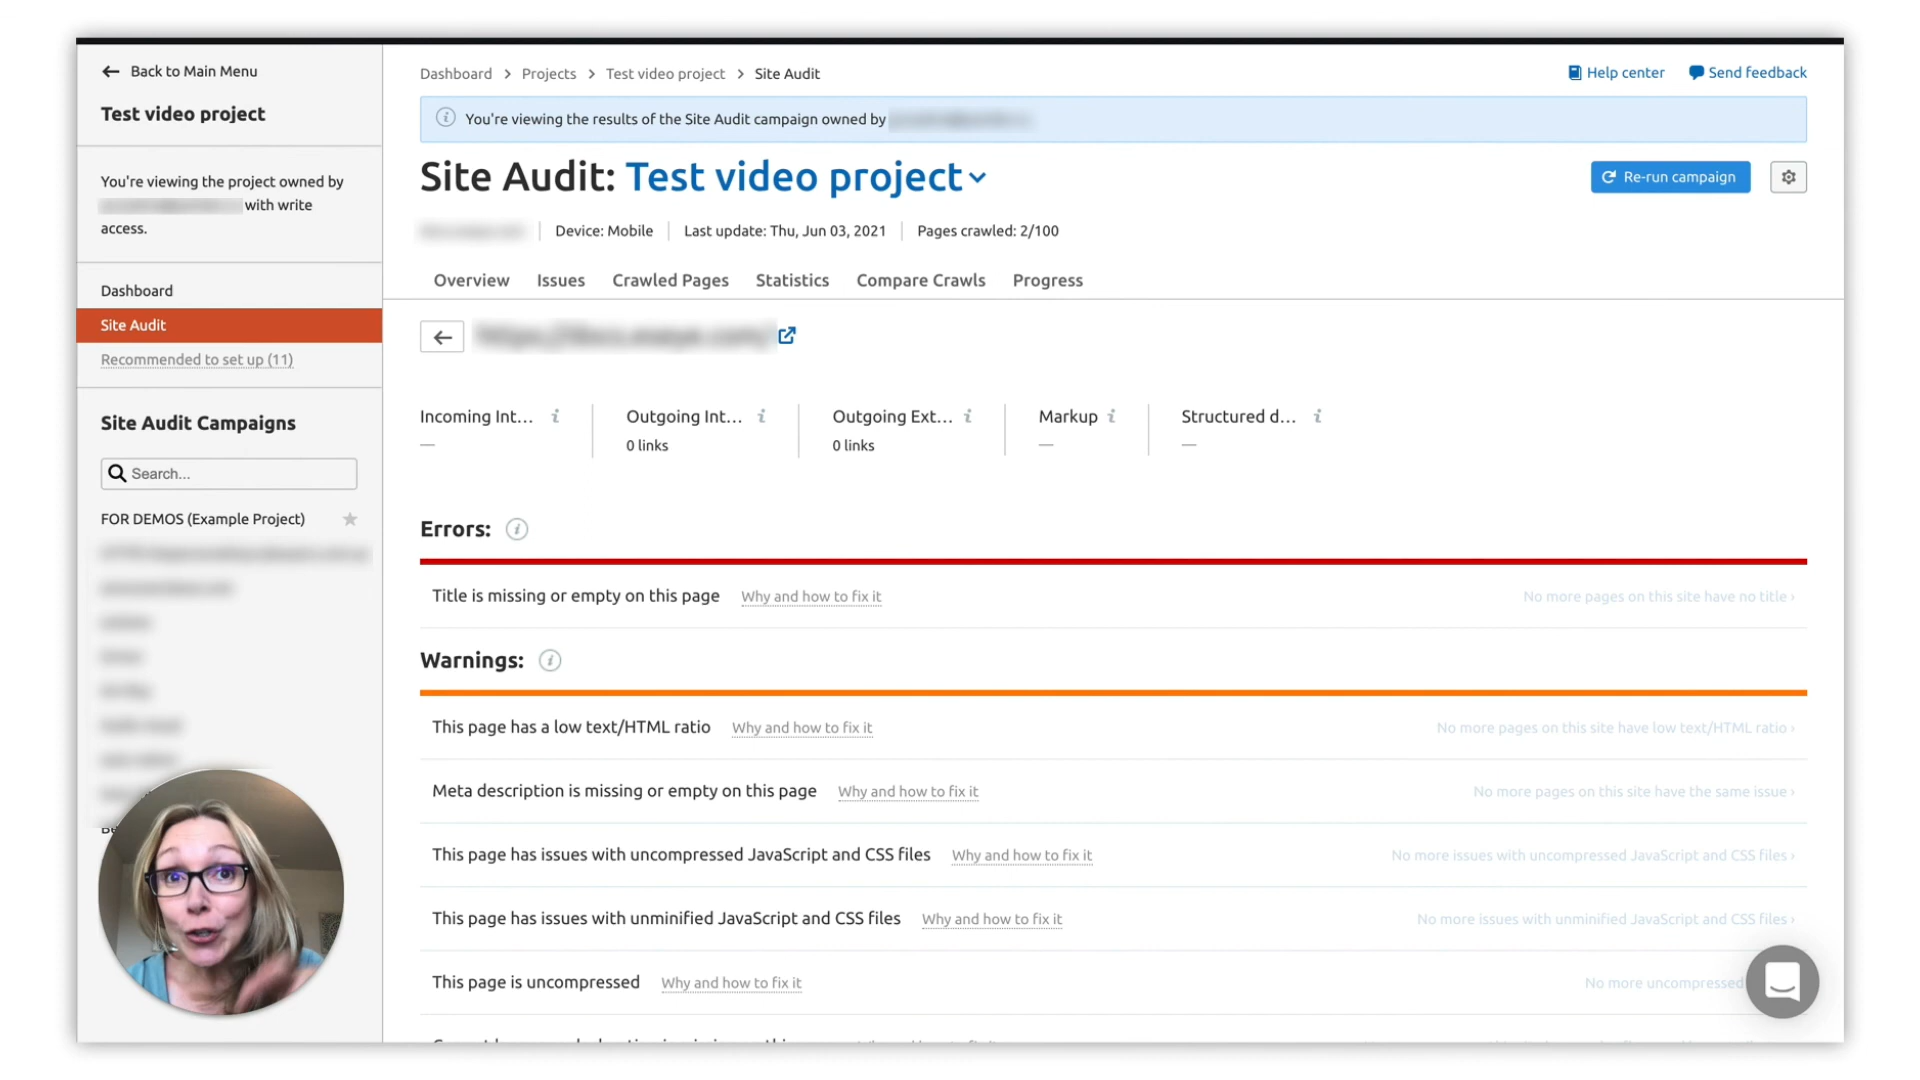 Back to Main Menu
Test video project
You're viewing the project owned by
with write
access.
Dashboard
Site Audit
Recommended to set up (11)
Site Audit Campaigns
Search...
FOR DEMOS (Example Project)
Dashboard > Projects > Test video project > Site Audit
Help center
Send feedback
You're viewing the results of the Site Audit campaign owned by
Site Audit: Test video project
Re-run campaign
Device: Mobile | Last update: Thu, Jun 03, 2021 | Pages crawled: 2/100
Overview Issues Crawled Pages Statistics Compare Crawls Progress
Incoming Int... i Outgoing Int... i Outgoing Ext... i Markup i Structured d... i
— 0 links 0 links — —
Errors: i
Title is missing or empty on this page Why and how to fix it No more pages on this site have no title ›
Warnings: i
This page has a low text/HTML ratio Why and how to fix it No more pages on this site have low text/HTML ratio ›
Meta description is missing or empty on this page Why and how to fix it No more pages on this site have the same issue ›
This page has issues with uncompressed JavaScript and CSS files Why and how to fix it No more issues with uncompressed JavaScript and CSS files ›
This page has issues with unminified JavaScript and CSS files Why and how to fix it No more issues with unminified JavaScript and CSS files ›
This page is uncompressed Why and how to fix it No more uncompressed